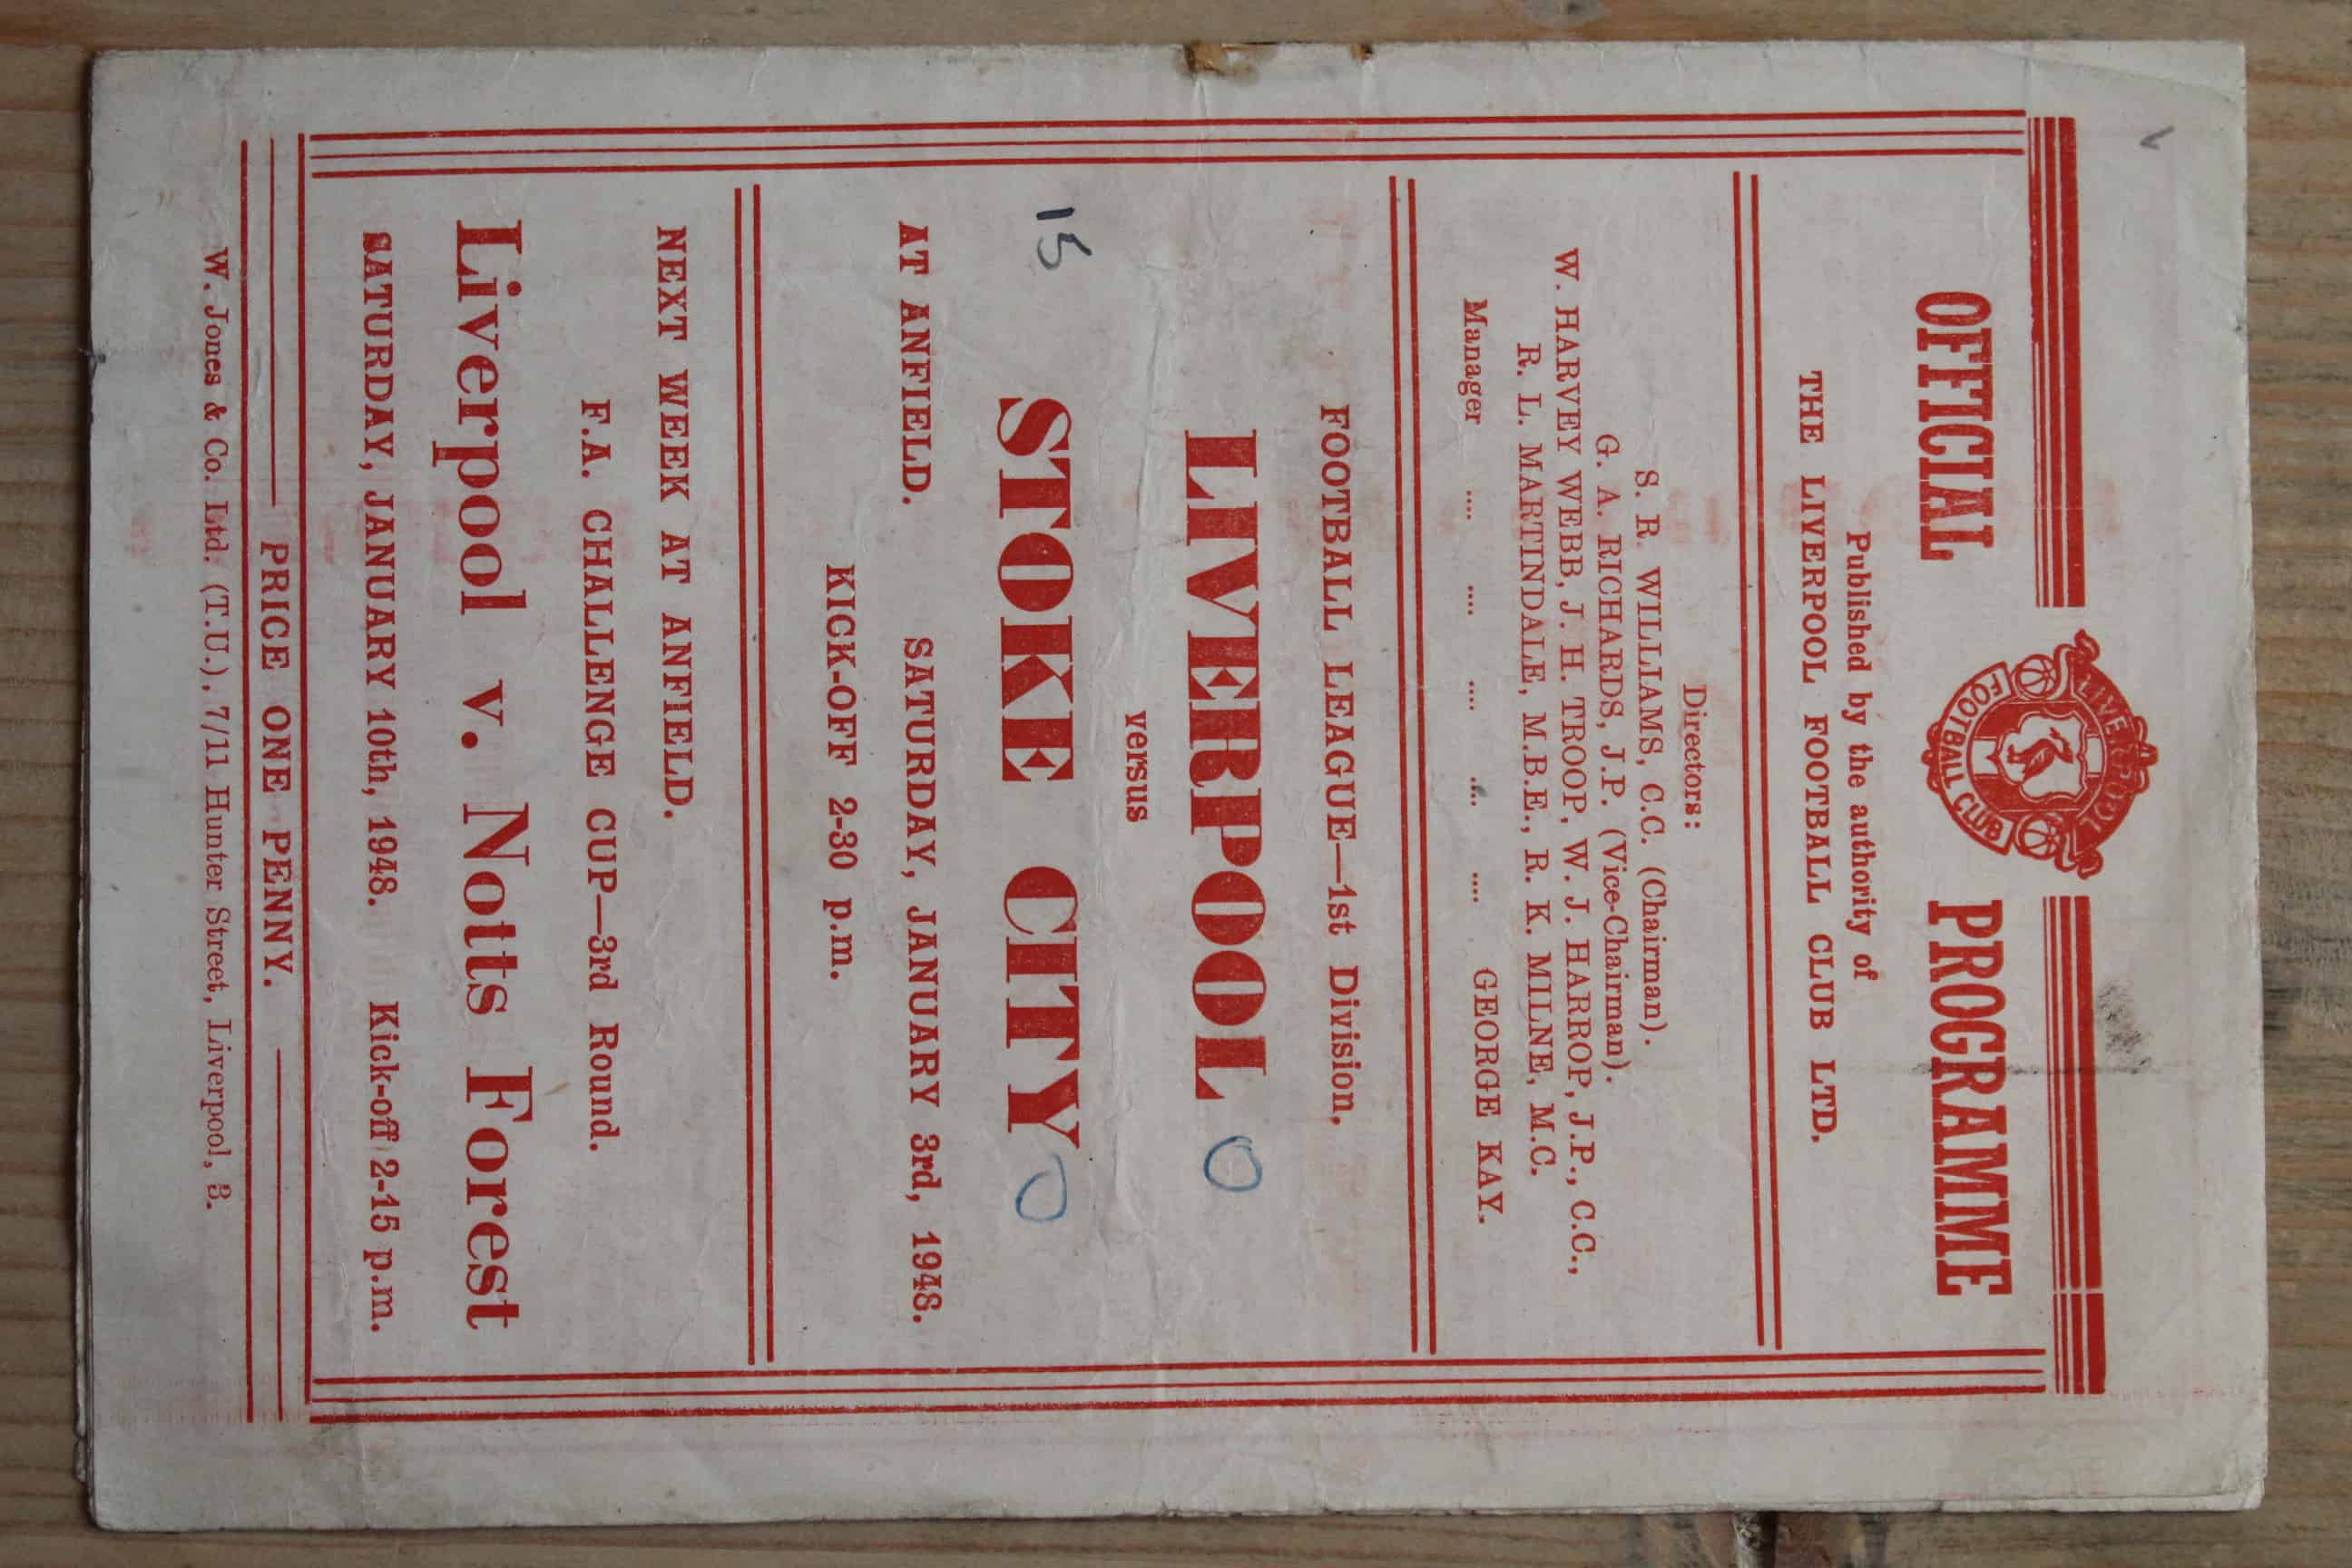 OFFICIAL PROGRAMME
LIVERPOOL
FOOTBALL CLUB
Published by the authority of
THE LIVERPOOL FOOTBALL CLUB LTD.
Directors:
S. R. WILLIAMS, C.C. (Chairman).
G. A. RICHARDS, J.P. (Vice-Chairman).
W. HARVEY WEBB, J. H. TROOP, W. J. HARROP, J.P., C.C.,
R. L. MARTINDALE, M.B.E., R. K. MILNE, M.C.
Manager .... .... .... .... .... GEORGE KAY.
FOOTBALL LEAGUE—1st Division,
LIVERPOOL 0
versus
15 STOKE CITY 0
AT ANFIELD. SATURDAY, JANUARY 3rd, 1948.
KICK-OFF 2-30 p.m.
NEXT WEEK AT ANFIELD.
F.A. CHALLENGE CUP—3rd Round.
Liverpool v. Notts Forest
SATURDAY, JANUARY 10th, 1948. Kick-off 2-15 p.m.
PRICE ONE PENNY.
W. Jones & Co. Ltd. (T.U.), 7/11 Hunter Street, Liverpool, 3.